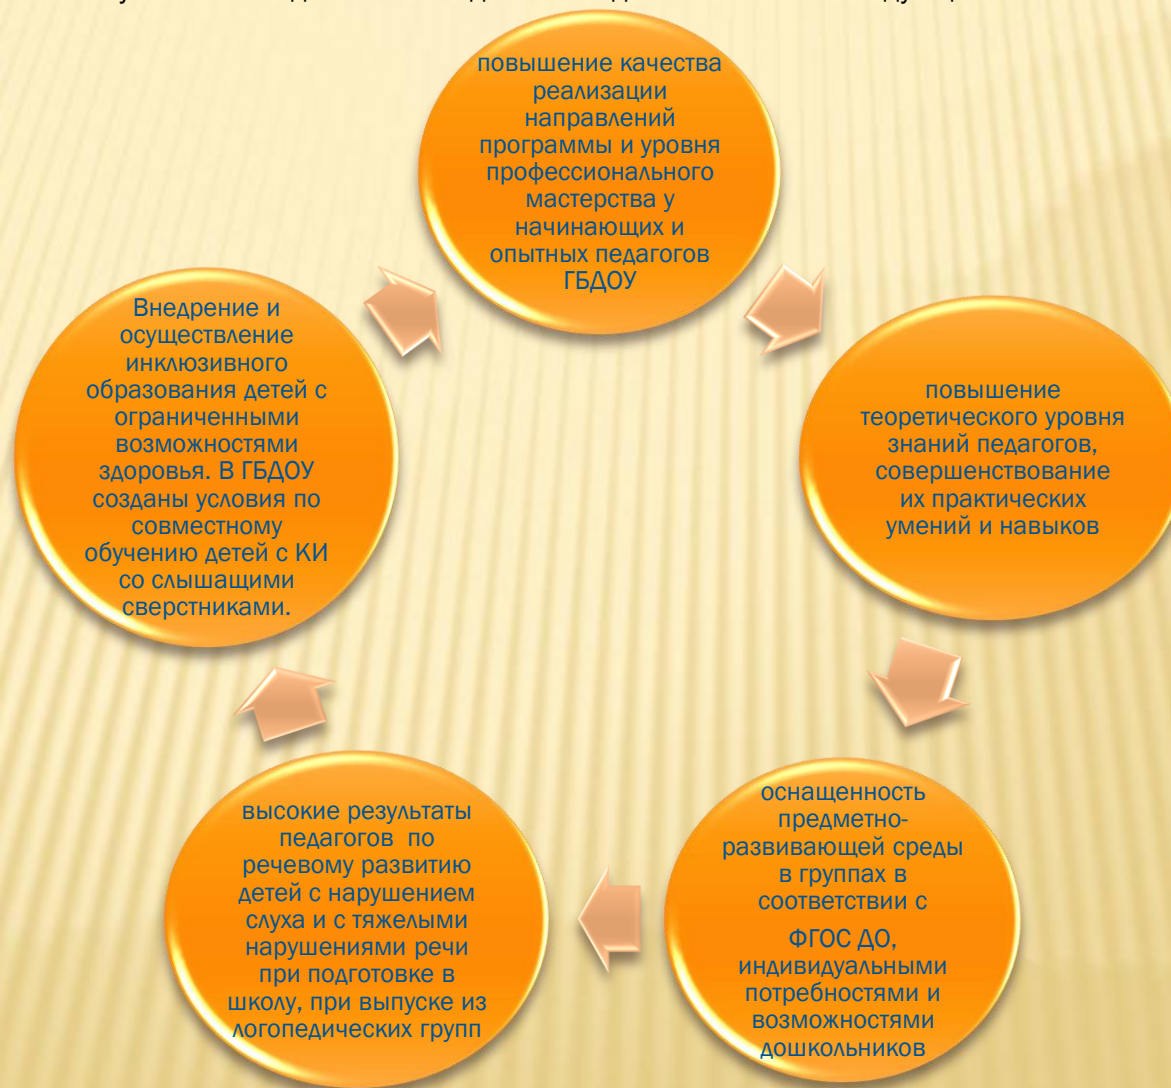 повышение качества
реализации
направлений
программы и уровня
профессионального
мастерства у
начинающих и
опытных педагогов
ГБДОУ
повышение
теоретического уровня
знаний педагогов,
совершенствование
их практических
умений и навыков
оснащенность
предметно-
развивающей среды
в группах в
соответствии с
ФГОС ДО,
индивидуальными
потребностями и
возможностями
дошкольников
высокие результаты
педагогов по
речевому развитию
детей с нарушением
слуха и с тяжелыми
нарушениями речи
при подготовке в
школу, при выпуске из
логопедических групп
Внедрение и
осуществление
инклюзивного
образования детей с
ограниченными
возможностями
здоровья. В ГБДОУ
созданы условия по
совместному
обучению детей с КИ
со слышащими
сверстниками.